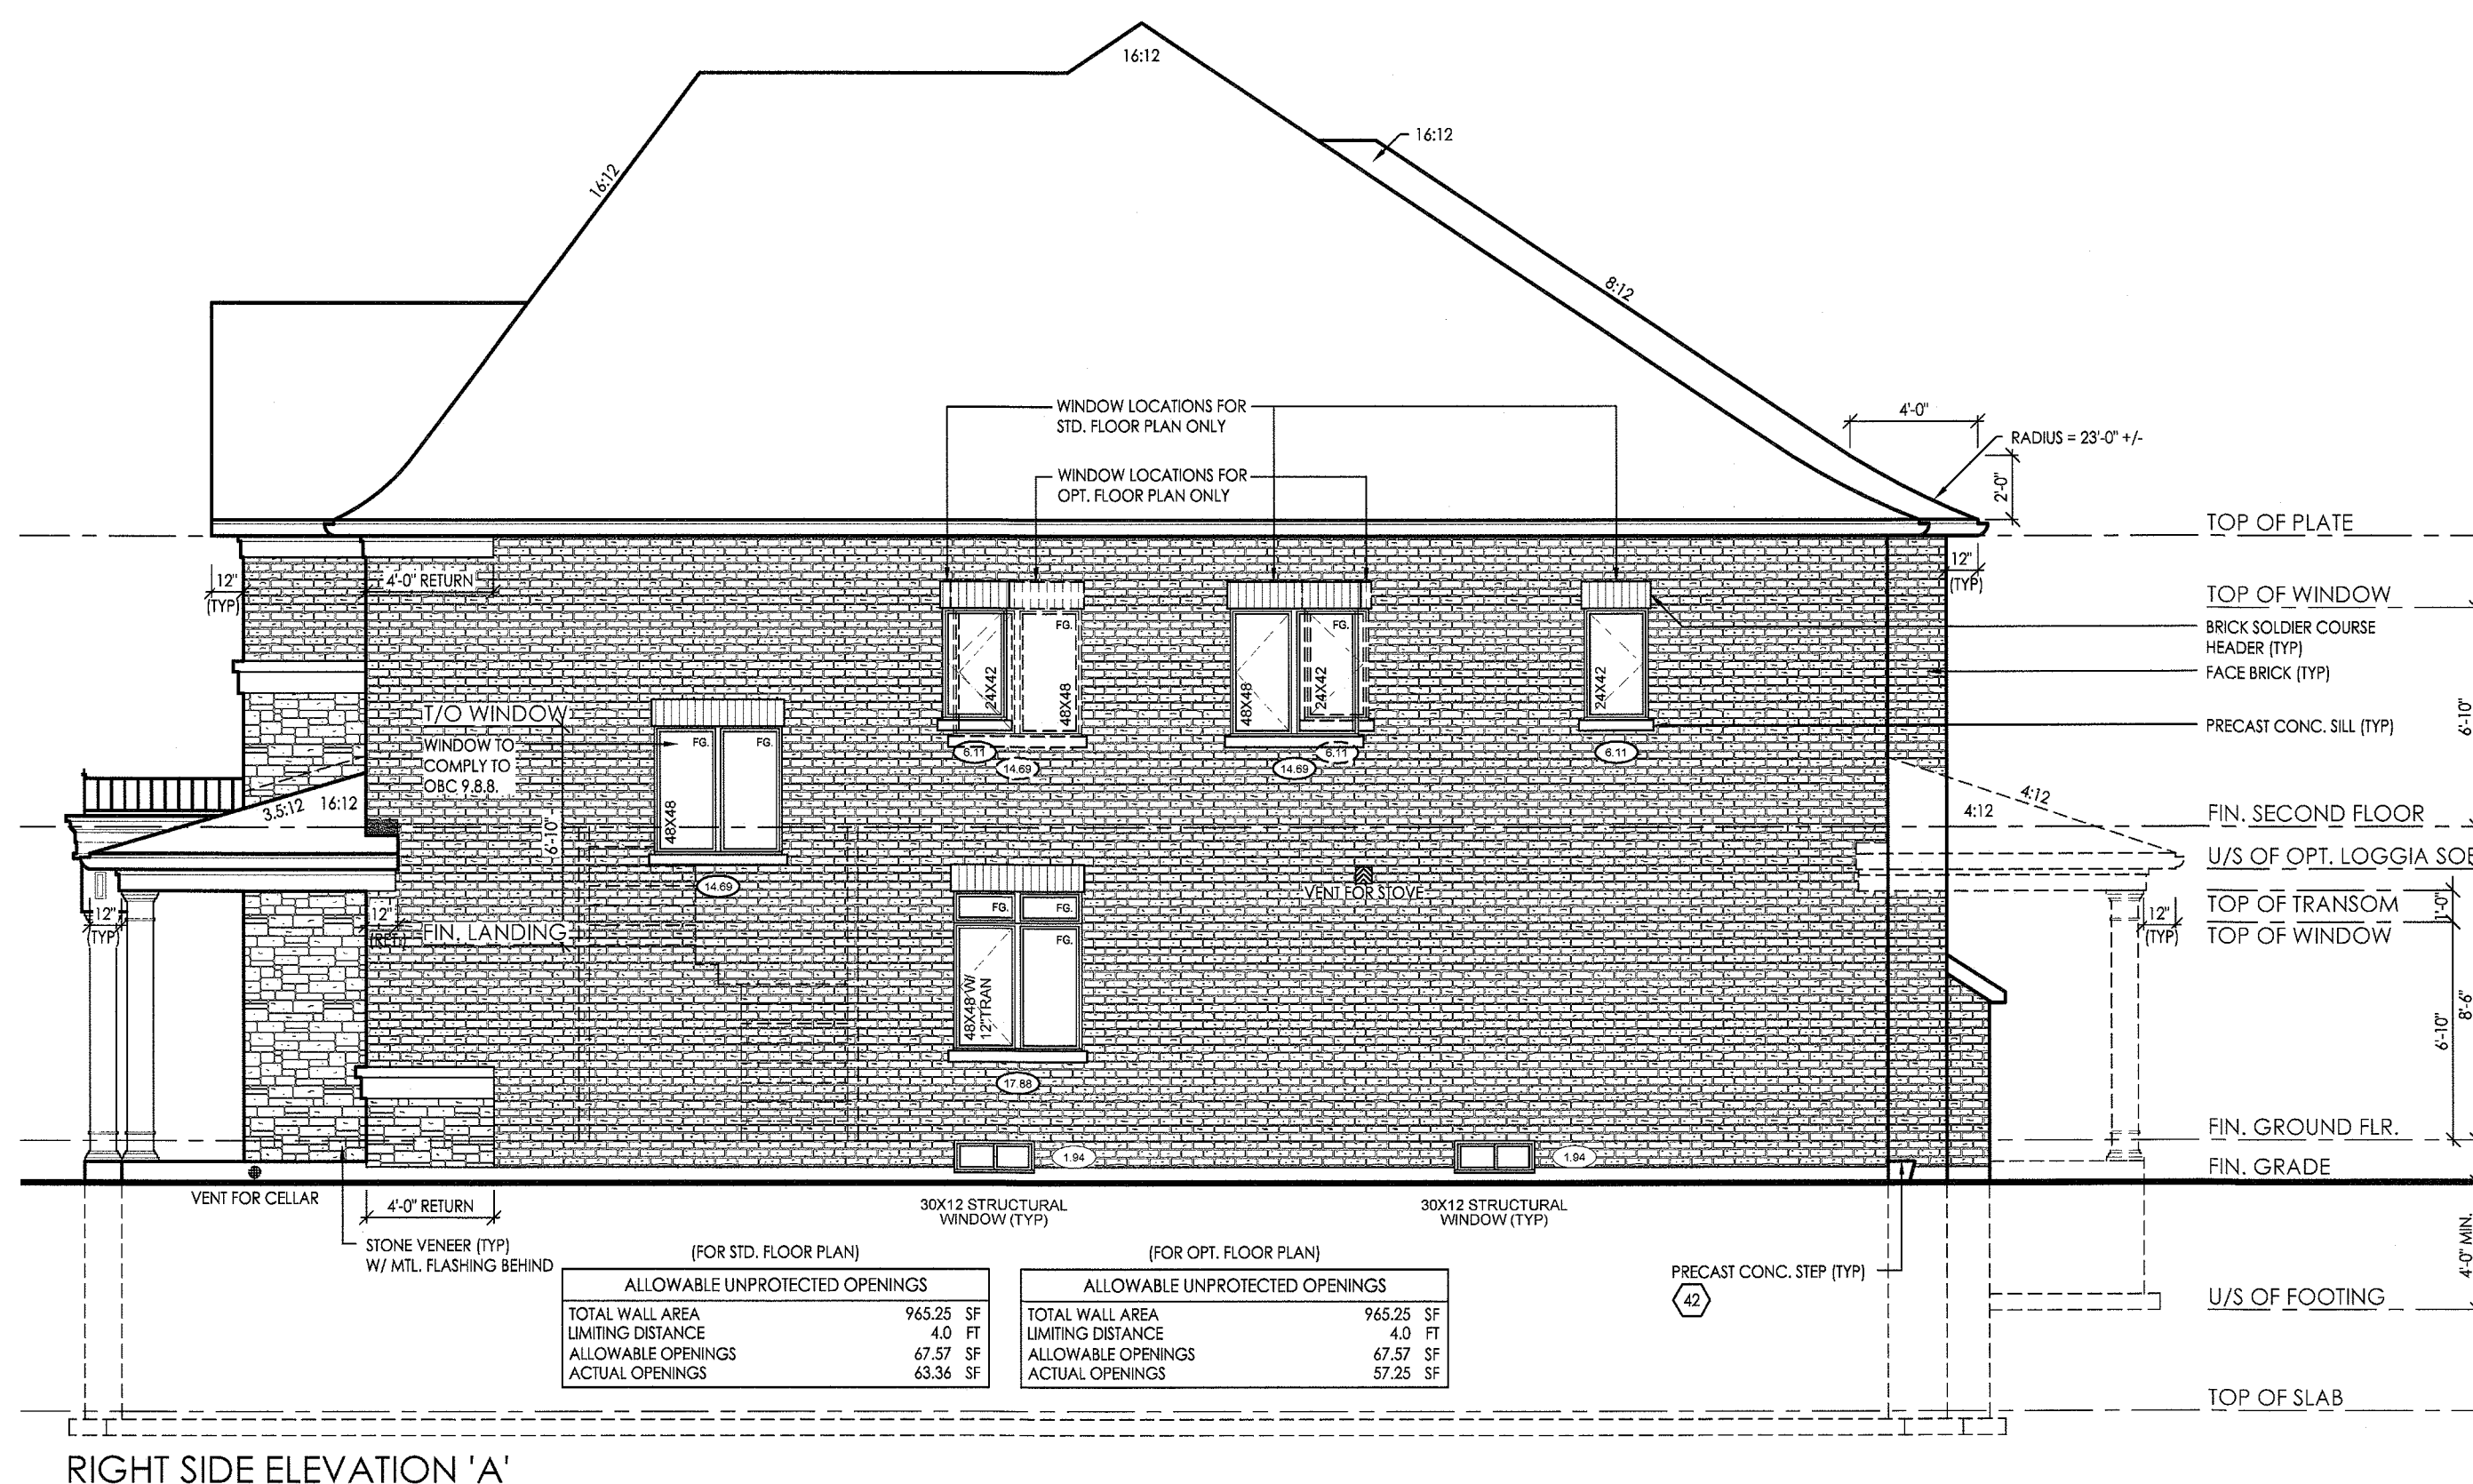 16:12
16:12
16:12
8:12
WINDOW LOCATIONS FOR
STD. FLOOR PLAN ONLY
4'-0"
RADIUS = 23'-0" +/-
WINDOW LOCATIONS FOR
OPT. FLOOR PLAN ONLY
2'-0"
TOP OF PLATE
12"
(TYP)
4'-0" RETURN
12"
(TYP)
TOP OF WINDOW
BRICK SOLDIER COURSE
HEADER (TYP)
FACE BRICK (TYP)
FG.
FG.
24X42
48X48
48X48
24X42
24X42
6'-10"
T/O WINDOW
WINDOW TO
COMPLY TO
OBC 9.8.8.
FG.
FG.
48X48
PRECAST CONC. SILL (TYP)
6.11
14.69
14.69
6.11
6.11
3.5:12
16:12
4:12
4:12
FIN. SECOND FLOOR
6'-10"
14.69
VENT FOR STOVE
U/S OF OPT. LOGGIA
12"
(TYP)
12"
(RET.)
FIN. LANDING
FG.
FG.
FG.
48X48 W/
12" TRAN
TOP OF TRANSOM
1'-0"
12"
(TYP)
TOP OF WINDOW
6'-10"
8'-6"
17.88
FIN. GROUND FLR.
1.94
1.94
FIN. GRADE
VENT FOR CELLAR
4'-0" RETURN
30X12 STRUCTURAL
WINDOW (TYP)
30X12 STRUCTURAL
WINDOW (TYP)
4'-0" MIN.
STONE VENEER (TYP)
W/ MTL. FLASHING BEHIND
PRECAST CONC. STEP (TYP)
42
U/S OF FOOTING
(FOR STD. FLOOR PLAN)
ALLOWABLE UNPROTECTED OPENINGS
TOTAL WALL AREA 965.25 SF
LIMITING DISTANCE 4.0 FT
ALLOWABLE OPENINGS 67.57 SF
ACTUAL OPENINGS 63.36 SF
(FOR OPT. FLOOR PLAN)
ALLOWABLE UNPROTECTED OPENINGS
TOTAL WALL AREA 965.25 SF
LIMITING DISTANCE 4.0 FT
ALLOWABLE OPENINGS 67.57 SF
ACTUAL OPENINGS 57.25 SF
TOP OF SLAB
RIGHT SIDE ELEVATION 'A'